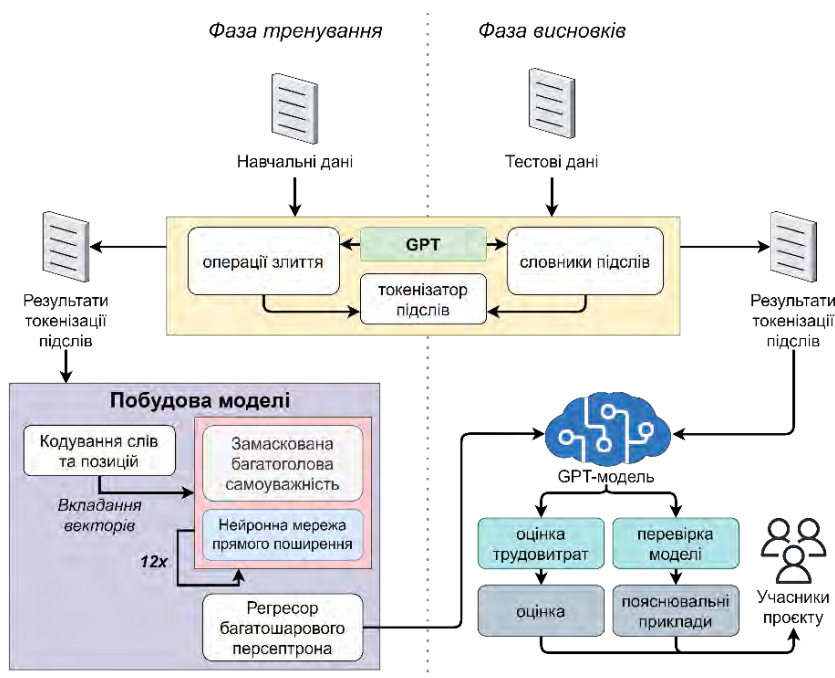 Фаза тренування
Фаза висновків
Навчальні дані
Тестові дані
GPT
операції злиття
словники підслів
токенізатор
підслів
Результати
токенізації
підслів
Результати
токенізації
підслів
Побудова моделі
Кодування слів
та позицій
Замаскована
багатоголова
самоуважність
Вкладання
векторів
Нейронна мережа
прямого поширення
12x
Регресор
багатошарового
персептрона
GPT-модель
оцінка
трудовитрат
перевірка
моделі
оцінка
пояснювальні
приклади
Учасники
проєкту